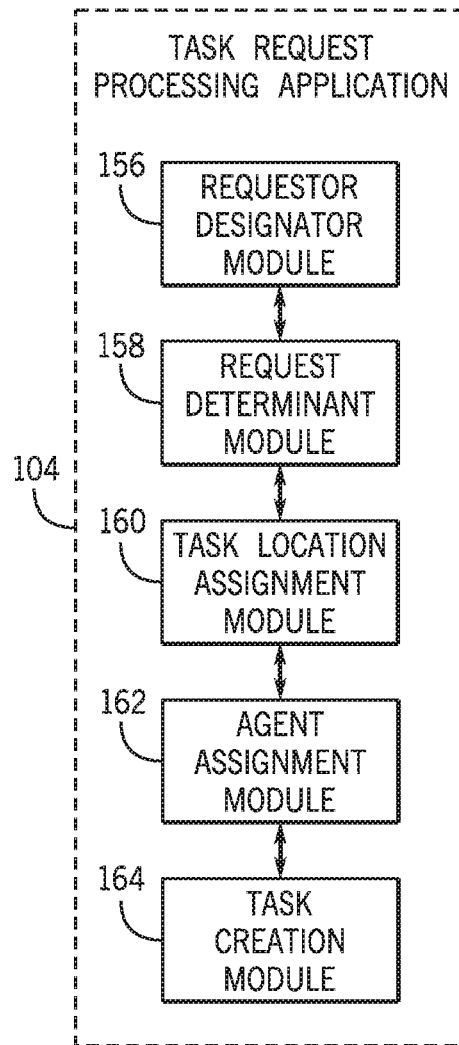 TASK REQUEST
PROCESSING APPLICATION
156
REQUESTOR
DESIGNATOR
MODULE
158
REQUEST
DETERMINANT
MODULE
104
160
TASK LOCATION
ASSIGNMENT
MODULE
162
AGENT
ASSIGNMENT
MODULE
164
TASK
CREATION
MODULE